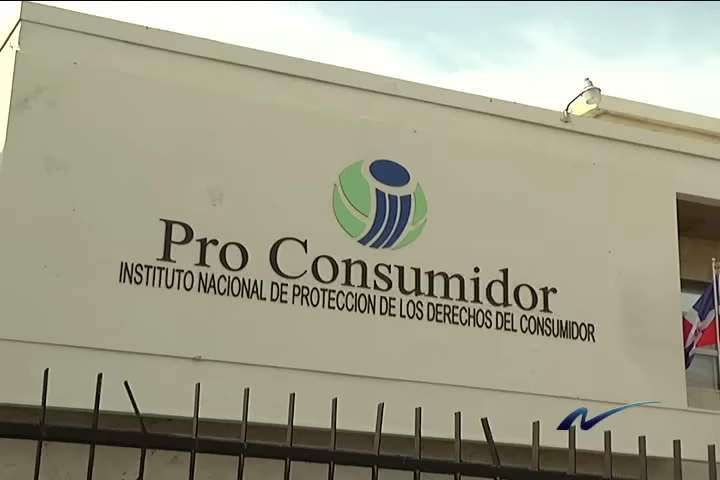 Pro Consumidor
INSTITUTO NACIONAL DE PROTECCION DE LOS DERECHOS DEL CONSUMIDOR